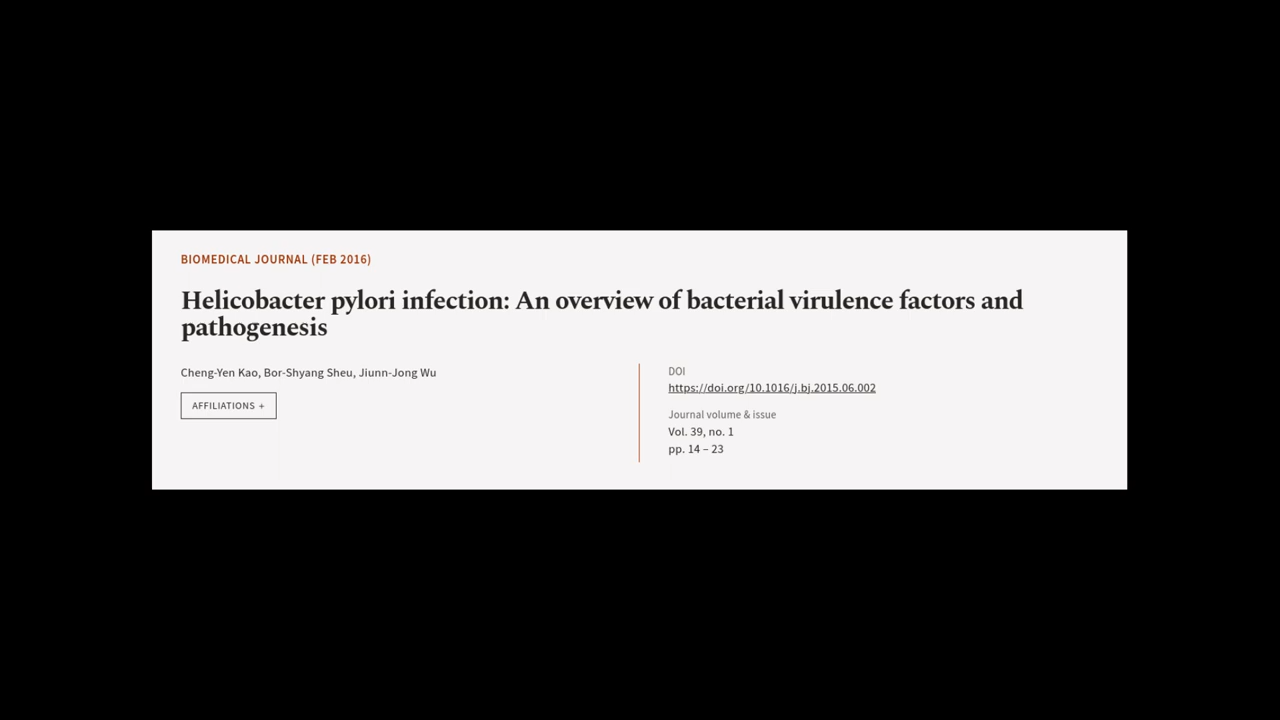 BIOMEDICAL JOURNAL (FEB 2016)
Helicobacter pylori infection: An overview of bacterial virulence factors and
pathogenesis
Cheng-Yen Kao, Bor-Shyang Sheu, Jiunn-Jong Wu
AFFILIATIONS +
DOI
https://doi.org/10.1016/j.bj.2015.06.002
Journal volume & issue
Vol. 39, no. 1
pp. 14 – 23